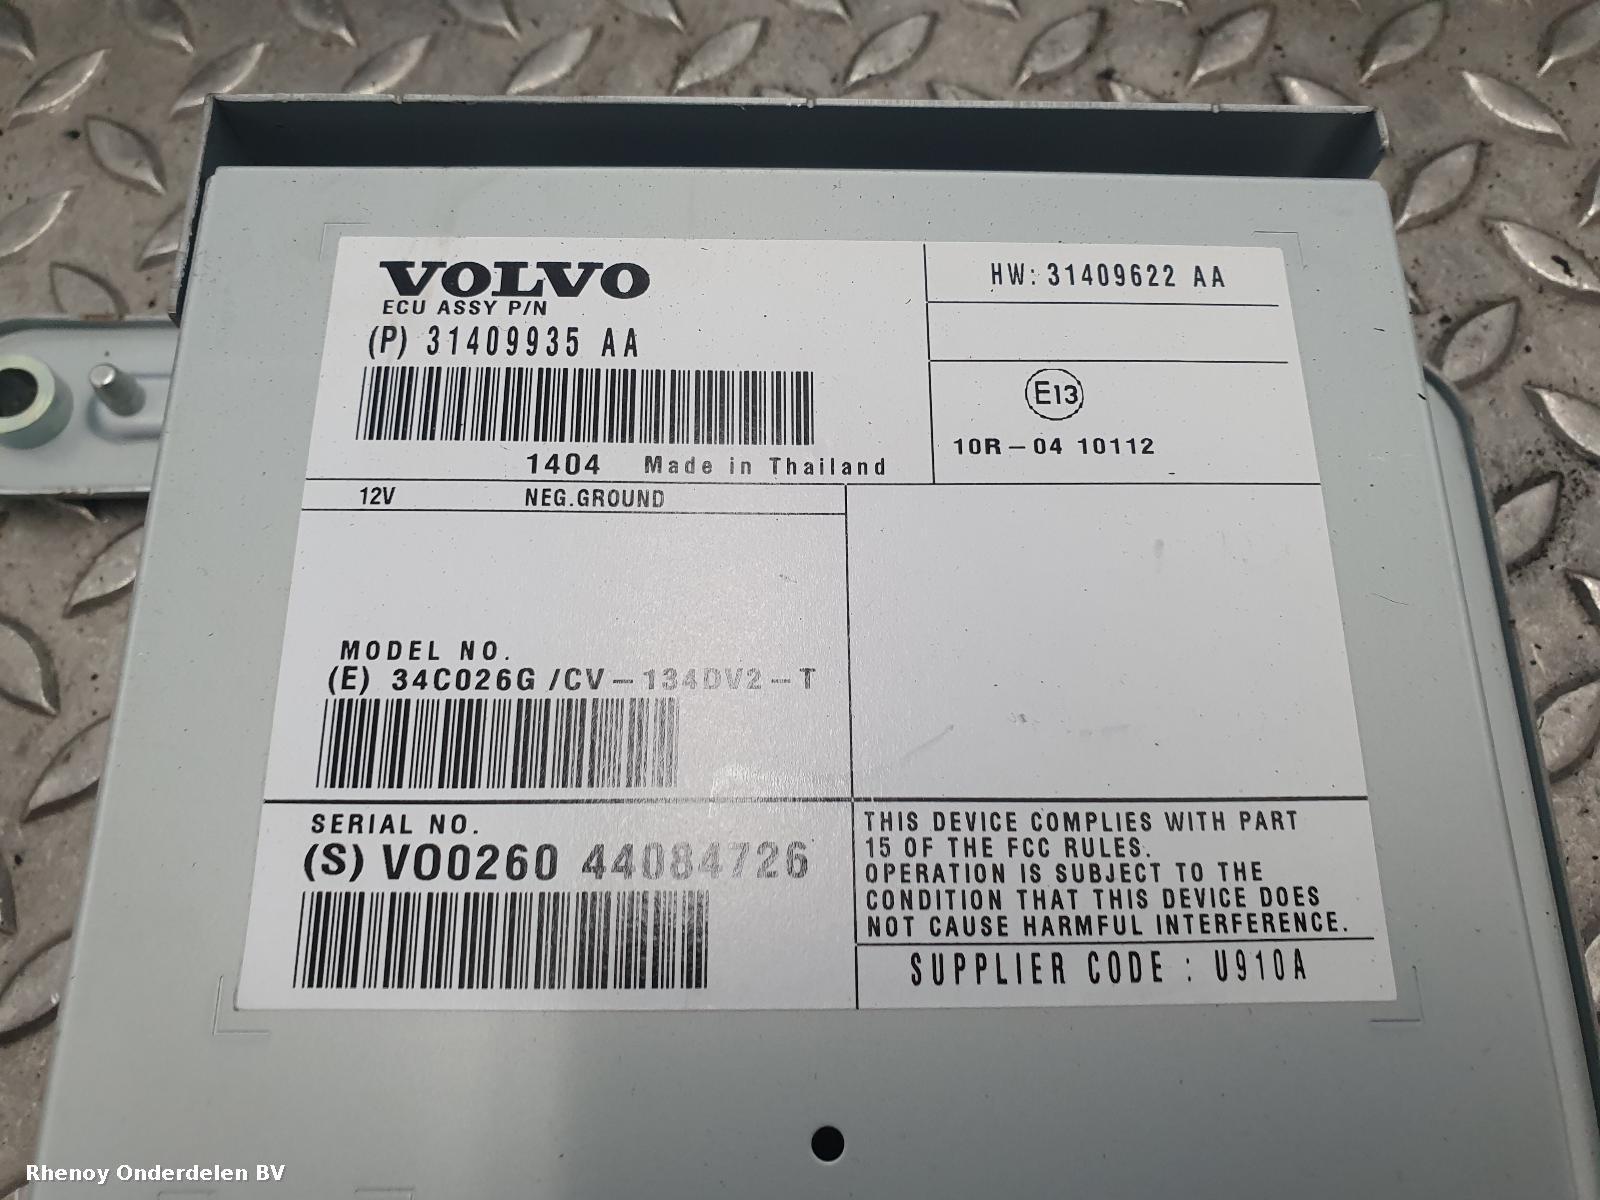 VOLVO
ECU ASSY P/N
(P) 31409935 AA
1404 Made in Thailand
HW: 31409622 AA
E13
10R-04 10112
12V NEG.GROUND
MODEL NO.
(E) 34C026G /CV-134DV2-T
SERIAL NO.
(S) VO0260 44084726
THIS DEVICE COMPLIES WITH PART
15 OF THE FCC RULES.
OPERATION IS SUBJECT TO THE
CONDITION THAT THIS DEVICE DOES
NOT CAUSE HARMFUL INTERFERENCE.
SUPPLIER CODE : U910A
Rhenoy Onderdelen BV